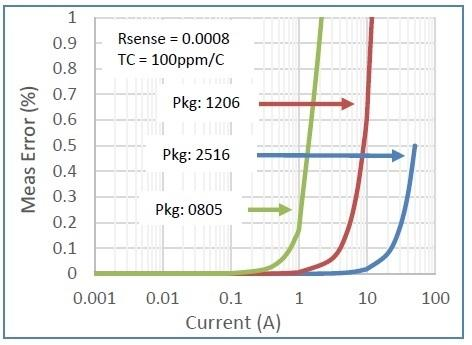 1
0.9
0.8
0.7
0.6
0.5
0.4
0.3
0.2
0.1
0
Meas Error (%)
Rsense = 0.0008
TC = 100ppm/C
Pkg: 1206
Pkg: 2516
Pkg: 0805
0.001 0.01 0.1 1 10 100
Current (A)